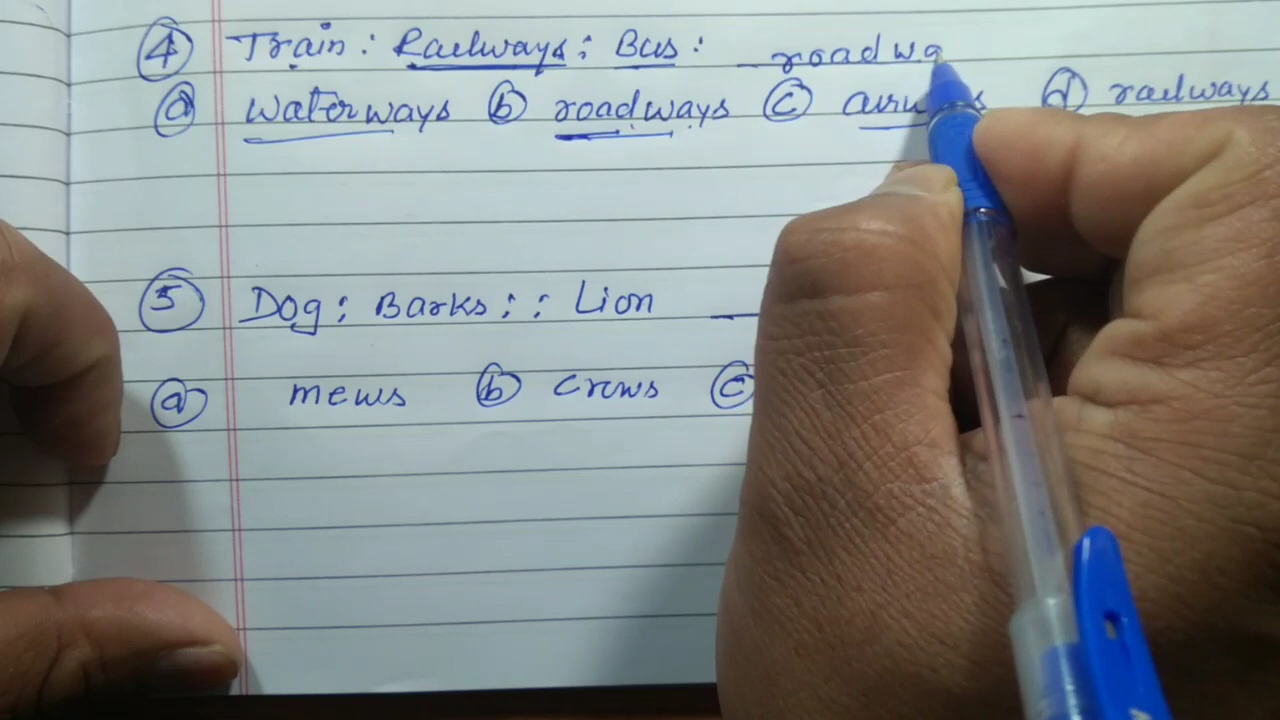 4 Train : Railways : Bus : roadwa
a waterways b roadways c d railways
5 Dog : Barks : : Lion
a mews b crows c